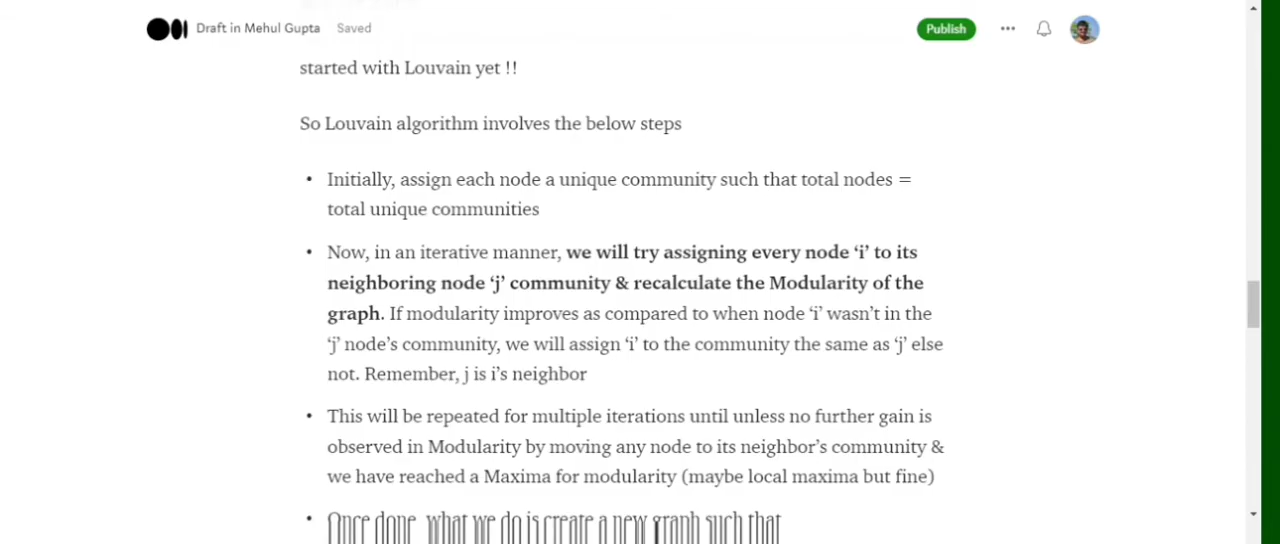 Draft in Mehul Gupta Saved Publish
started with Louvain yet !!
So Louvain algorithm involves the below steps
• Initially, assign each node a unique community such that total nodes =
total unique communities
• Now, in an iterative manner, we will try assigning every node ‘i’ to its
neighboring node ‘j’ community & recalculate the Modularity of the
graph. If modularity improves as compared to when node ‘i’ wasn’t in the
‘j’ node’s community, we will assign ‘i’ to the community the same as ‘j’ else
not. Remember, j is i’s neighbor
• This will be repeated for multiple iterations until unless no further gain is
observed in Modularity by moving any node to its neighbor’s community &
we have reached a Maxima for modularity (maybe local maxima but fine)
• Once done, what we do is create a new graph such that